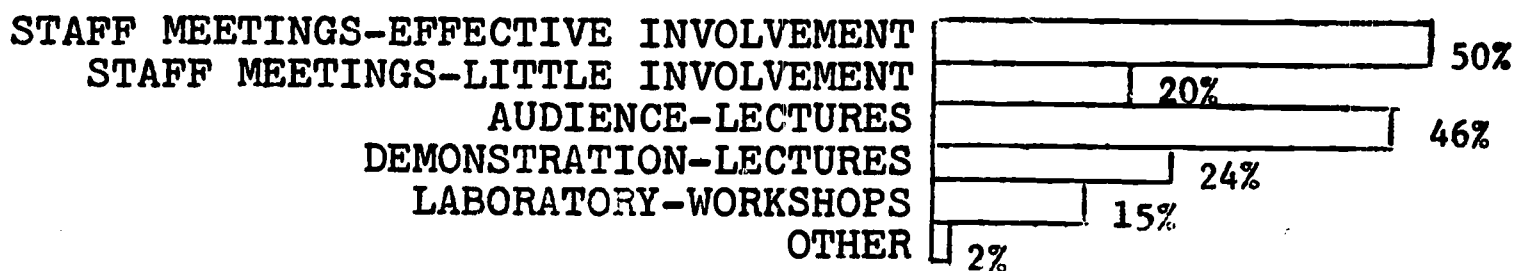 STAFF MEETINGS-EFFECTIVE INVOLVEMENT 50%
STAFF MEETINGS-LITTLE INVOLVEMENT 20%
AUDIENCE-LECTURES 46%
DEMONSTRATION-LECTURES 24%
LABORATORY-WORKSHOPS 15%
OTHER 2%